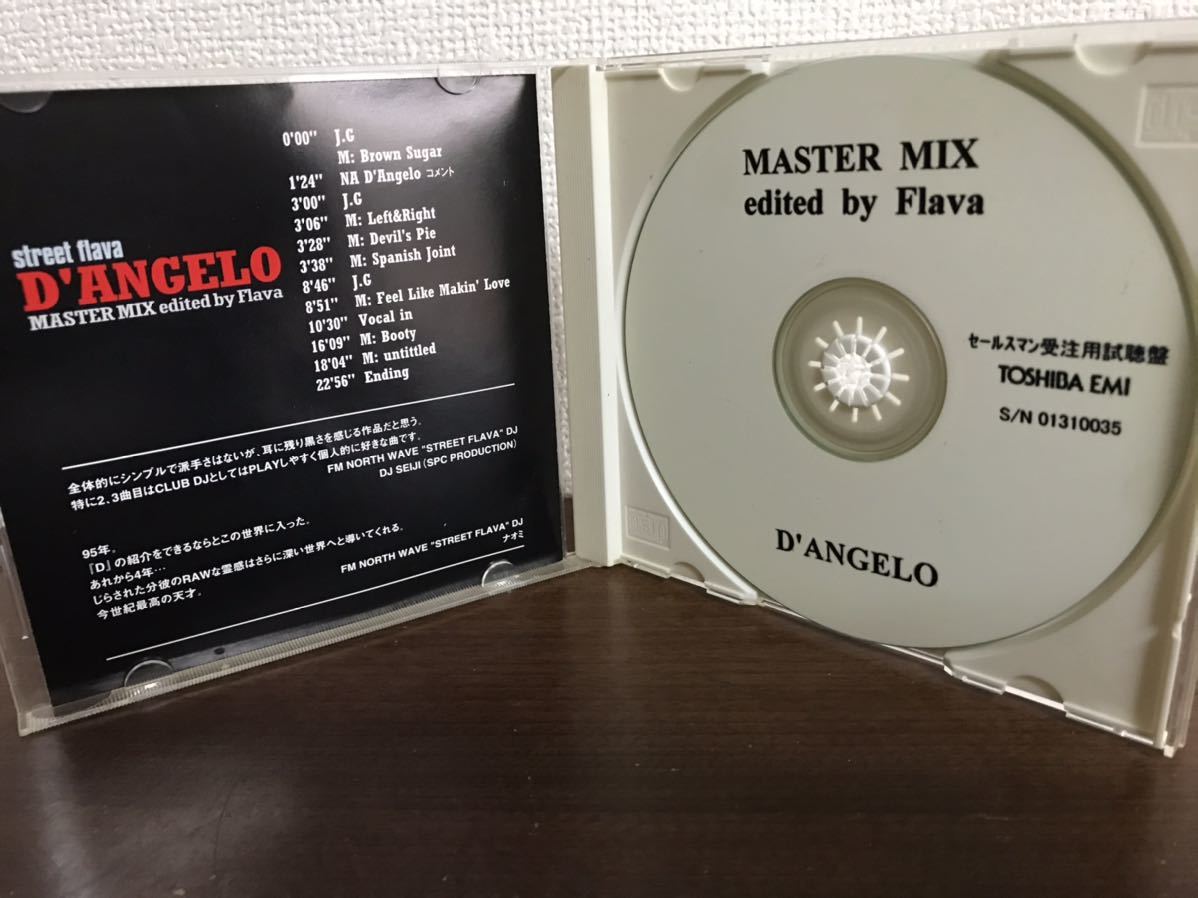 street flava
D'ANGELO
MASTER MIX edited by Flava
0'00" J.G
M: Brown Sugar
1'24" NA D'Angelo コメント
3'00" J.G
3'06" M: Left&Right
3'28" M: Devil's Pie
3'38" M: Spanish Joint
8'46" J.G
8'51" M: Feel Like Makin' Love
10'30" Vocal in
16'09" M: Booty
18'04" M: untittled
22'56" Ending
全体的にシンプルで派手さはないが、耳に残り黒さを感じる作品だと思う。
特に2、3曲目はCLUB DJとしてはPLAYしやすく個人的に好きな曲です。
FM NORTH WAVE "STREET FLAVA" DJ
DJ SEIJI (SPC PRODUCTION)
95年。
『D』の紹介をできるならとこの世界に入った。
あれから4年…
じらされた分彼のRAWな霊感はさらに深い世界へと導いてくれる。
今世紀最高の天才。
FM NORTH WAVE "STREET FLAVA" DJ
ナオミ
MASTER MIX
edited by Flava
セールスマン受注用試聴盤
TOSHIBA EMI
S/N 01310035
D'ANGELO